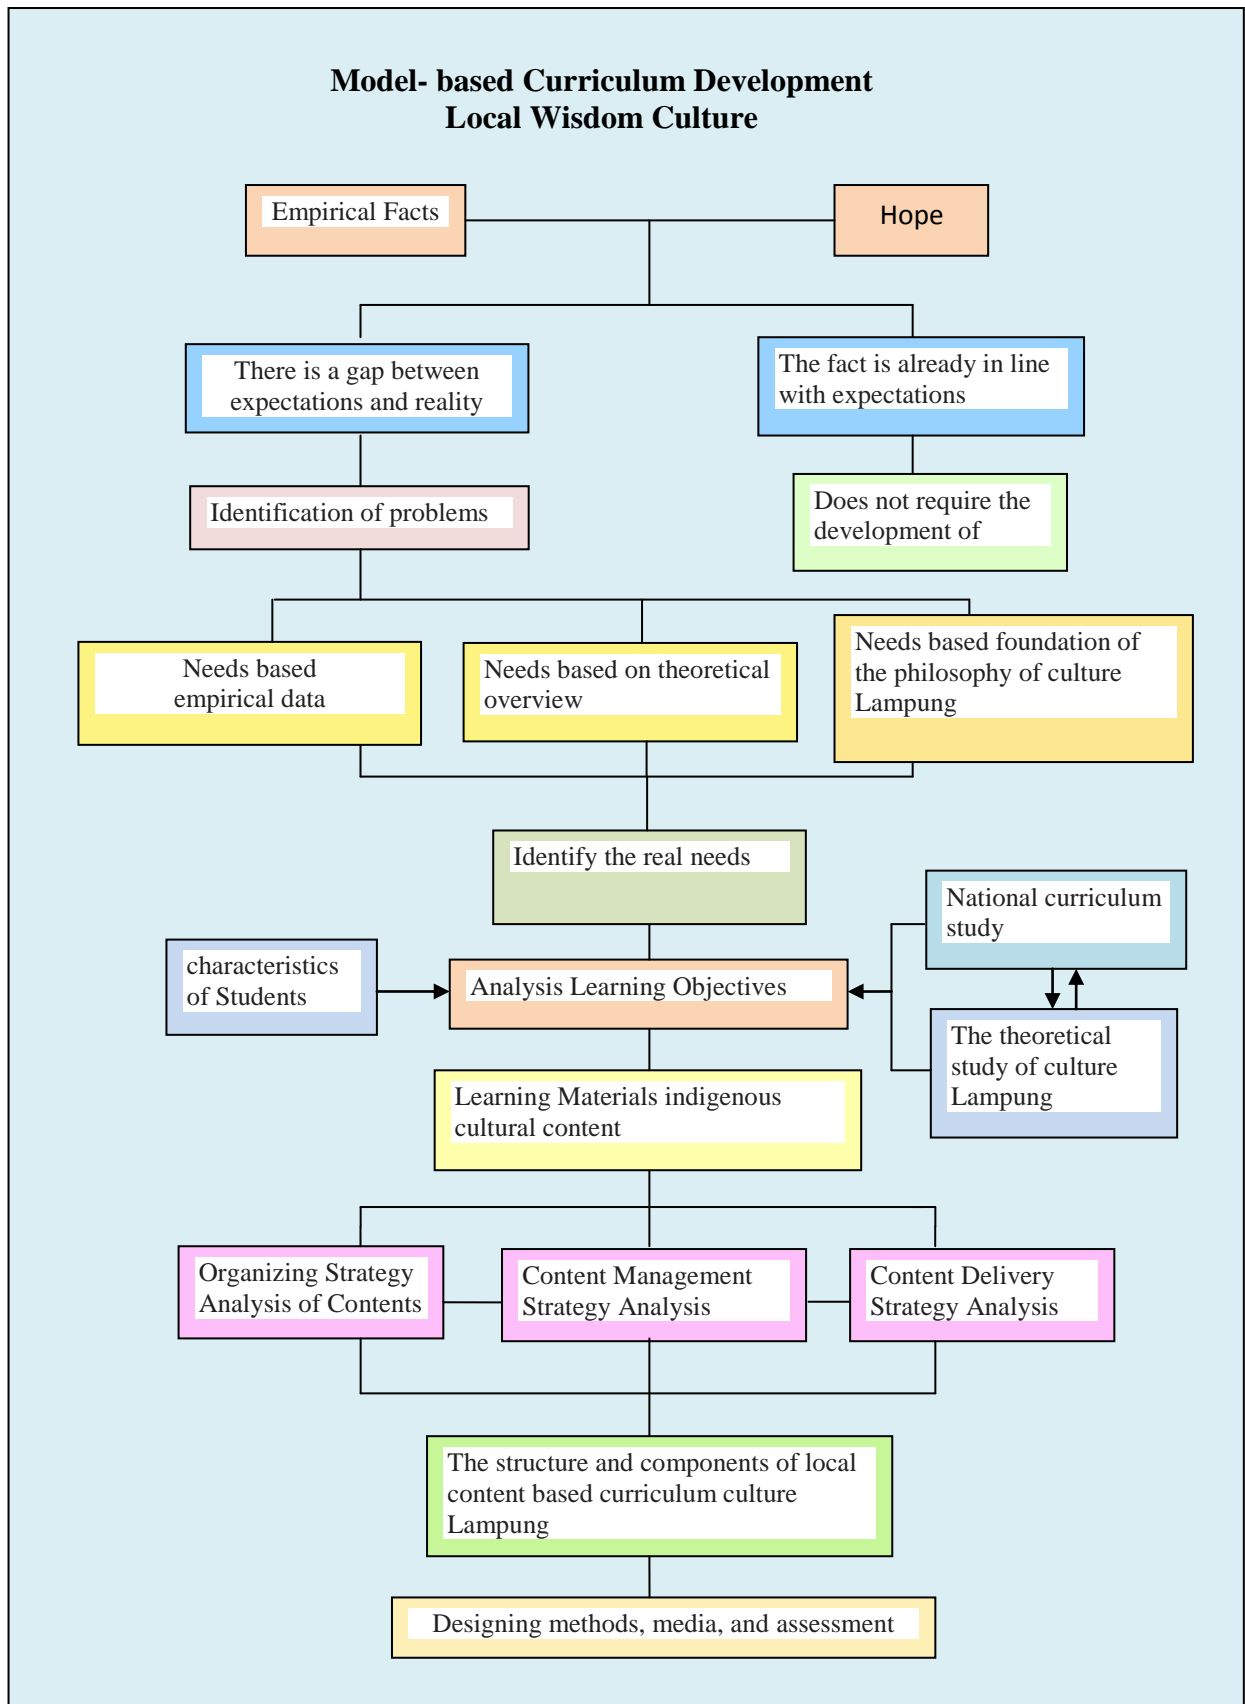 Model- based Curriculum Development
Local Wisdom Culture
Empirical Facts
Hope
There is a gap between
expectations and reality
The fact is already in line
with expectations
Identification of problems
Does not require the
development of
Needs based
empirical data
Needs based on theoretical
overview
Needs based foundation of
the philosophy of culture
Lampung
Identify the real needs
National curriculum
study
characteristics
of Students
Analysis Learning Objectives
The theoretical
study of culture
Lampung
Learning Materials indigenous
cultural content
Organizing Strategy
Analysis of Contents
Content Management
Strategy Analysis
Content Delivery
Strategy Analysis
The structure and components of local
content based curriculum culture
Lampung
Designing methods, media, and assessment